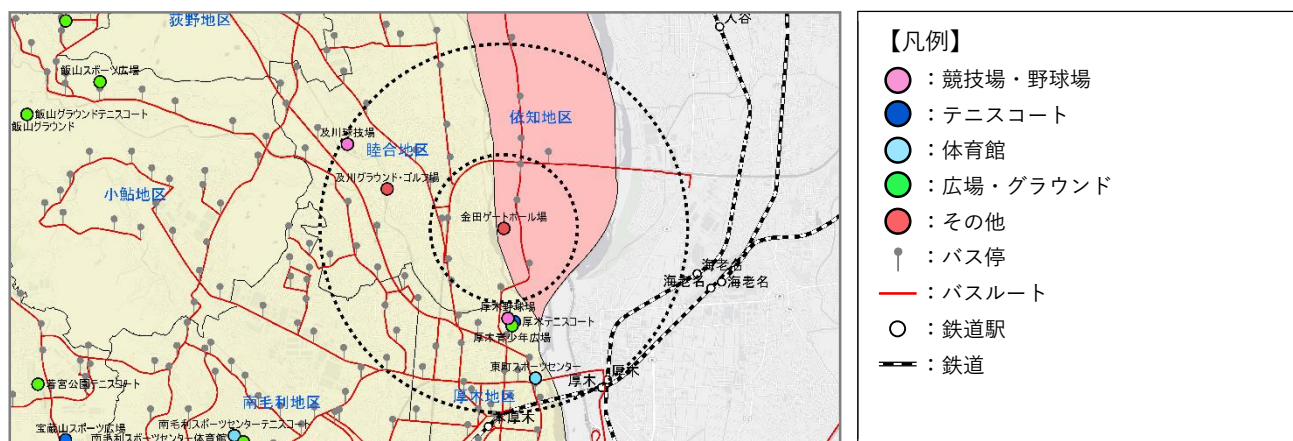 荻野地区
入谷
飯山スポーツ広場
飯山グラウンドテニスコート
飯山グラウンド
依知地区
及川競技場
睦合地区
及川グラウンド・ゴルフ場
小鮎地区
金田ゲートボール場
海老名
海老名
海老名
厚木野球場
厚木テニスコート
厚木青少年広場
東町スポーツセンター
厚木
厚木
若宮公園テニスコート
南毛利地区
厚木地区
本厚木
宝蔵山スポーツ広場
南毛利スポーツセンターテニスコート
南毛利スポーツセンター体育館
【凡例】
：競技場・野球場
：テニスコート
：体育館
：広場・グラウンド
：その他
：バス停
：バスルート
：鉄道駅
：鉄道